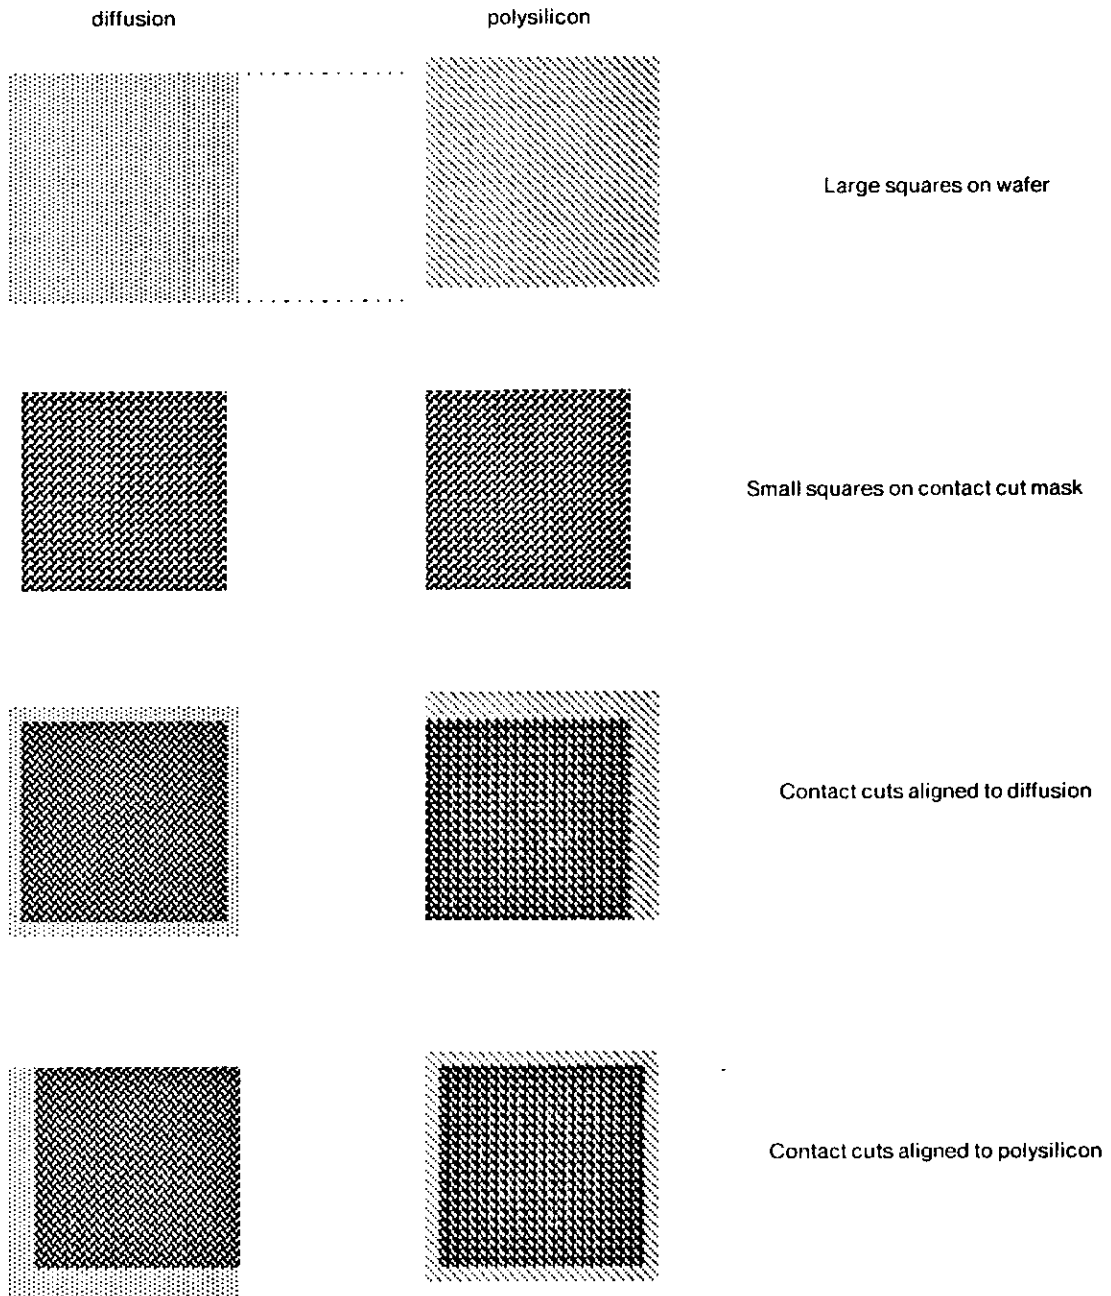 diffusion
polysilicon
Large squares on wafer
Small squares on contact cut mask
Contact cuts aligned to diffusion
Contact cuts aligned to polysilicon